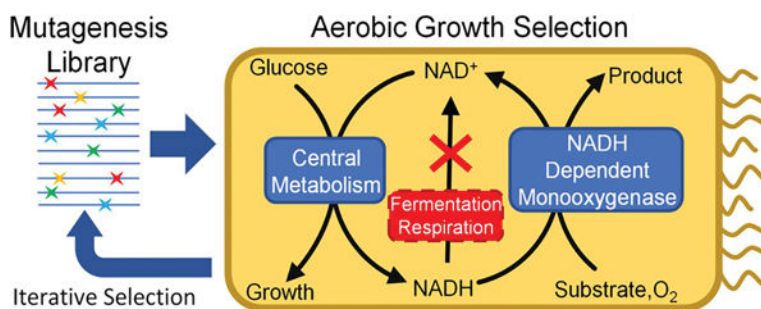 Mutagenesis
Library
Iterative Selection
Aerobic Growth Selection
Glucose
NAD⁺
Product
Central
Metabolism
Fermentation
Respiration
NADH
Dependent
Monooxygenase
Growth
NADH
Substrate,O₂